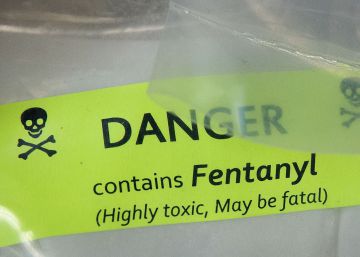 DANGER
contains Fentanyl
(Highly toxic, May be fatal)